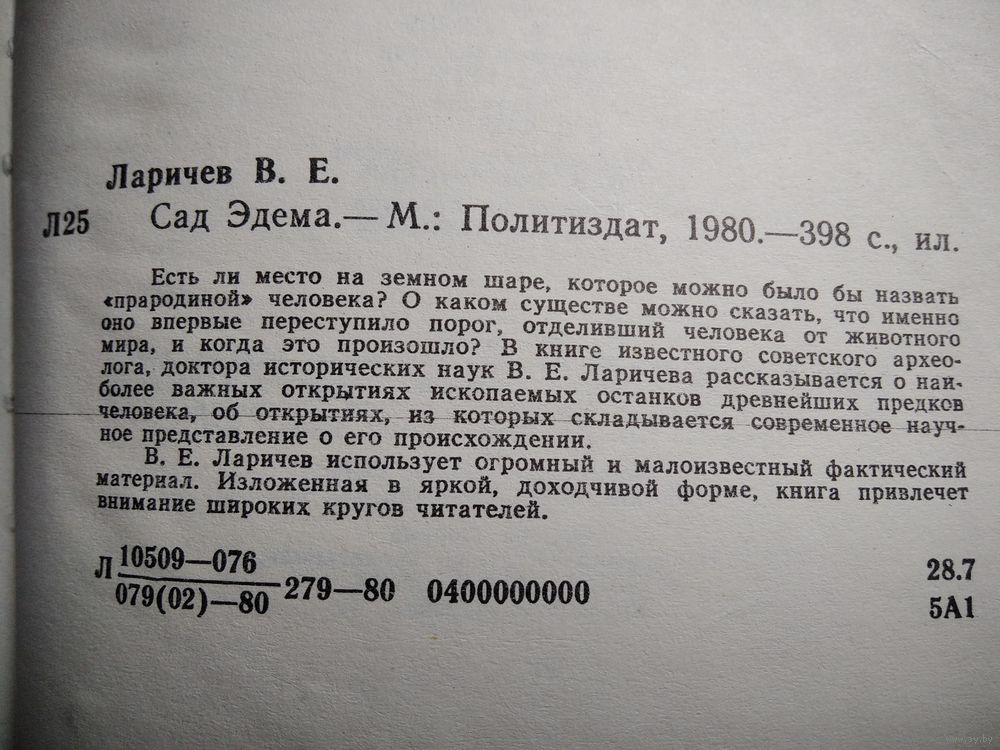 Ларичев В. Е.
Л25 Сад Эдема.— М.: Политиздат, 1980.—398 с., ил.
Есть ли место на земном шаре, которое можно было бы назвать
«прародиной» человека? О каком существе можно сказать, что именно
оно впервые переступило порог, отделивший человека от животного
мира, и когда это произошло? В книге известного советского архео-
лога, доктора исторических наук В. Е. Ларичева рассказывается о наи-
более важных открытиях ископаемых останков древнейших предков
человека, об открытиях, из которых складывается современное науч-
ное представление о его происхождении.
В. Е. Ларичев использует огромный и малоизвестный фактический
материал. Изложенная в яркой, доходчивой форме, книга привлечет
внимание широких кругов читателей.
Л 10509—076
079(02)—80 279—80 0400000000
28.7
5А1
www.ay.by